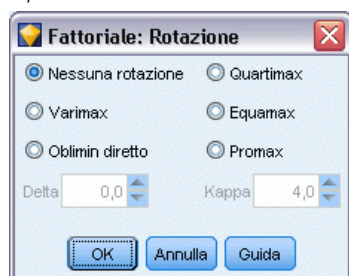 Fattoriale: Rotazione
Nessuna rotazione Quartimax
Varimax Equamax
Oblimin diretto Promax
Delta 0,0 Kappa 4,0
OK Annulla Guida